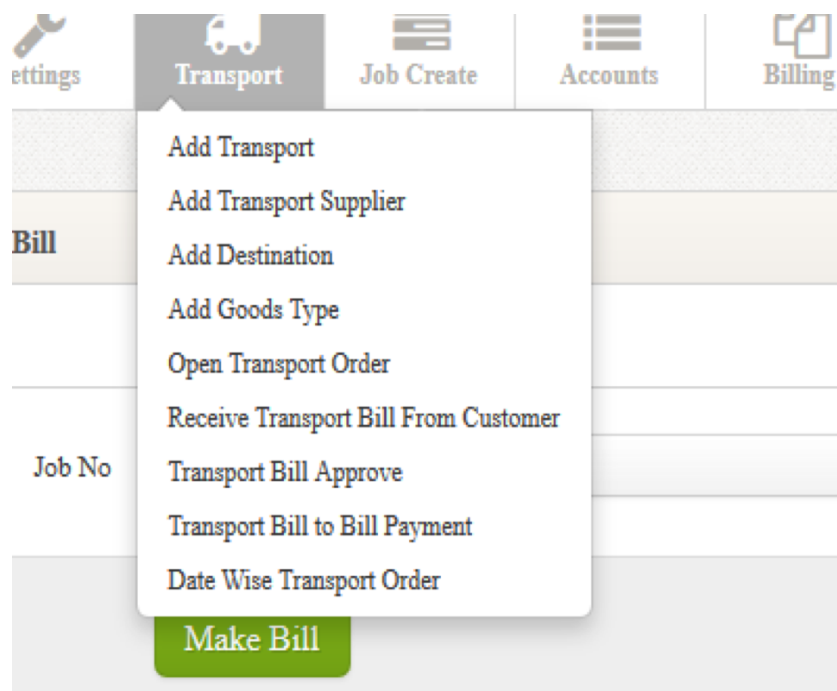 ettings
Transport
Job Create
Accounts
Billing
Add Transport
Add Transport Supplier
Bill
Add Destination
Add Goods Type
Open Transport Order
Receive Transport Bill From Customer
Job No
Transport Bill Approve
Transport Bill to Bill Payment
Date Wise Transport Order
Make Bill